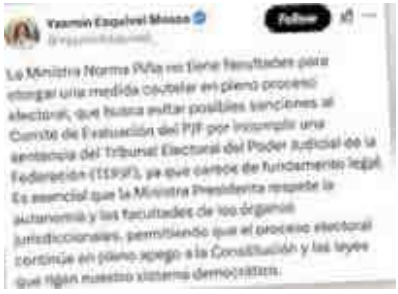 Yasmín Esquivel Mossa
Follow
@YasminEsquivel_
La Ministra Norma Piña no tiene facultades para
otorgar una medida cautelar en pleno proceso
electoral, que busca evitar posibles sanciones al
Comité de Evaluación del PJF por incumplir una
sentencia del Tribunal Electoral del Poder Judicial de la
Federación (TEPJF), ya que carece de fundamento legal.
Es esencial que la Ministra Presidenta respete la
autonomía y las facultades de los órganos
jurisdiccionales, permitiendo que el proceso electoral
continúe en pleno apego a la Constitución y las leyes
que rigen nuestro sistema democrático.